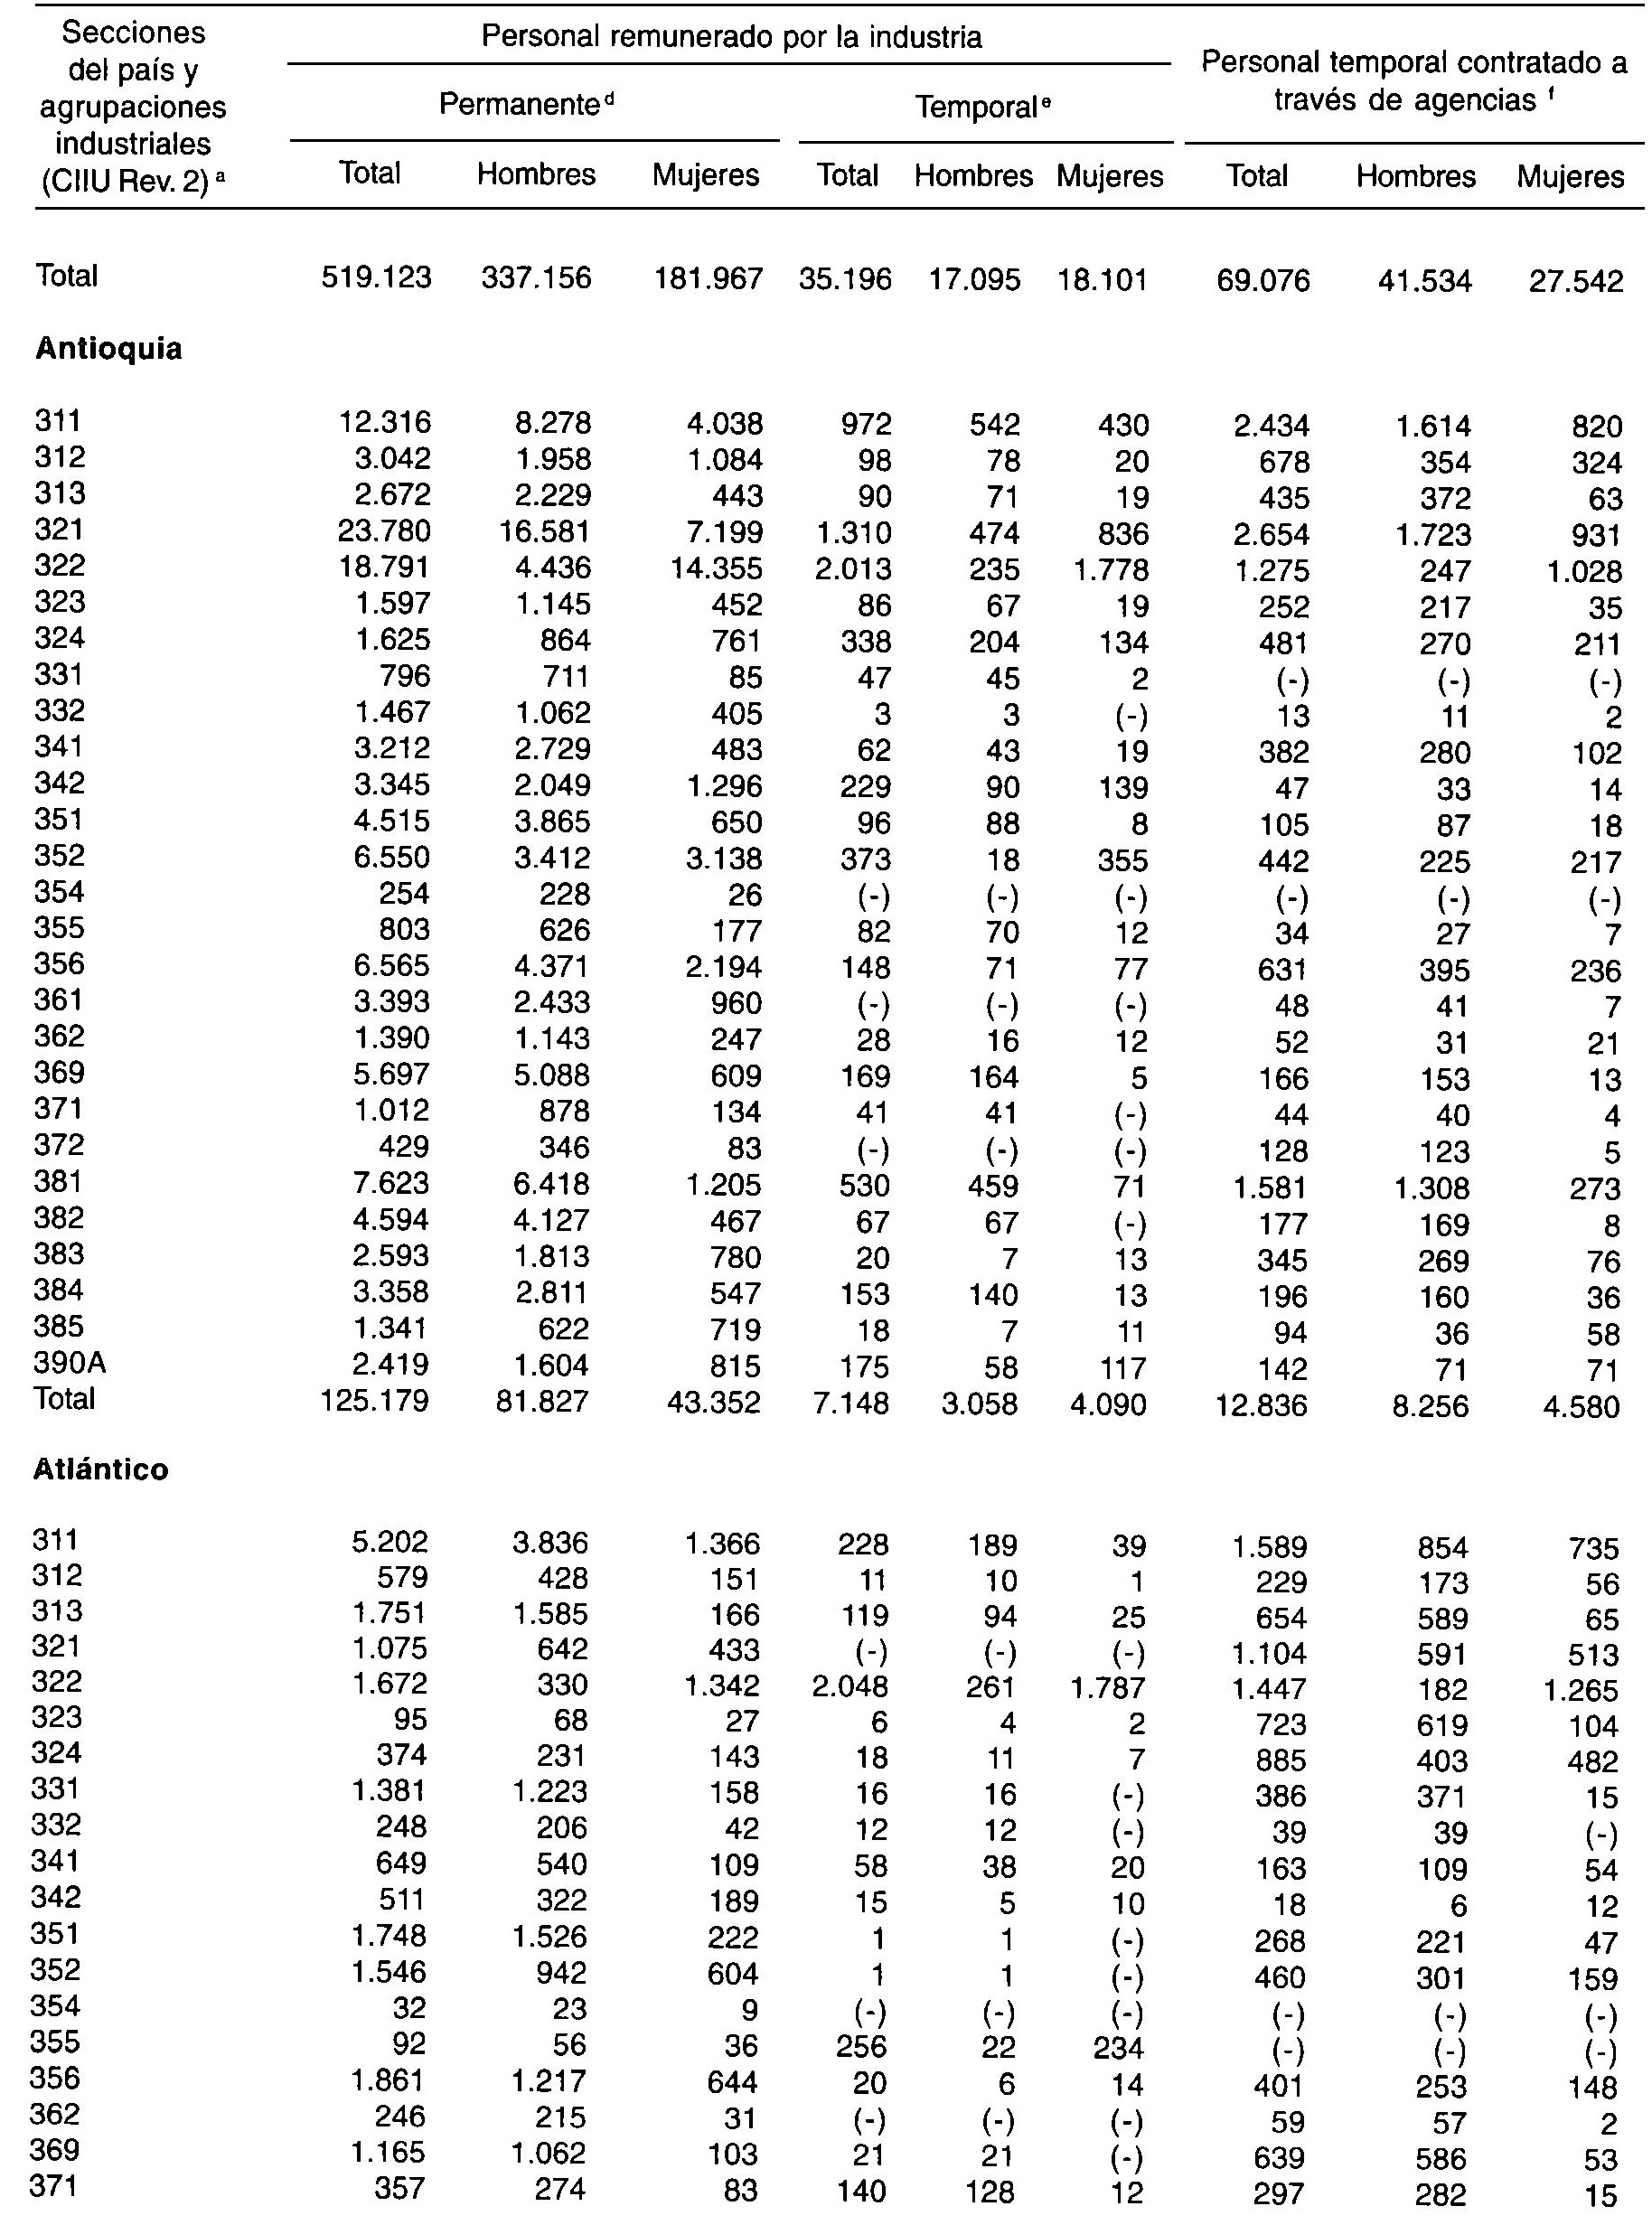 Secciones del país y agrupaciones industriales (CIIU Rev. 2) a
Personal remunerado por la industria
Personal temporal contratado a través de agencias f
Permanente d Temporal e
Total Hombres Mujeres Total Hombres Mujeres Total Hombres Mujeres
Total 519.123 337.156 181.967 35.196 17.095 18.101 69.076 41.534 27.542
Antioquia
311 12.316 8.278 4.038 972 542 430 2.434 1.614 820
312 3.042 1.958 1.084 98 78 20 678 354 324
313 2.672 2.229 443 90 71 19 435 372 63
321 23.780 16.581 7.199 1.310 474 836 2.654 1.723 931
322 18.791 4.436 14.355 2.013 235 1.778 1.275 247 1.028
323 1.597 1.145 452 86 67 19 252 217 35
324 1.625 864 761 338 204 134 481 270 211
331 796 711 85 47 45 2 (-) (-) (-)
332 1.467 1.062 405 3 3 (-) 13 11 2
341 3.212 2.729 483 62 43 19 382 280 102
342 3.345 2.049 1.296 229 90 139 47 33 14
351 4.515 3.865 650 96 88 8 105 87 18
352 6.550 3.412 3.138 373 18 355 442 225 217
354 254 228 26 (-) (-) (-) (-) (-) (-)
355 803 626 177 82 70 12 34 27 7
356 6.565 4.371 2.194 148 71 77 631 395 236
361 3.393 2.433 960 (-) (-) (-) 48 41 7
362 1.390 1.143 247 28 16 12 52 31 21
369 5.697 5.088 609 169 164 5 166 153 13
371 1.012 878 134 41 41 (-) 44 40 4
372 429 346 83 (-) (-) (-) 128 123 5
381 7.623 6.418 1.205 530 459 71 1.581 1.308 273
382 4.594 4.127 467 67 67 (-) 177 169 8
383 2.593 1.813 780 20 7 13 345 269 76
384 3.358 2.811 547 153 140 13 196 160 36
385 1.341 622 719 18 7 11 94 36 58
390A 2.419 1.604 815 175 58 117 142 71 71
Total 125.179 81.827 43.352 7.148 3.058 4.090 12.836 8.256 4.580
Atlántico
311 5.202 3.836 1.366 228 189 39 1.589 854 735
312 579 428 151 11 10 1 229 173 56
313 1.751 1.585 166 119 94 25 654 589 65
321 1.075 642 433 (-) (-) (-) 1.104 591 513
322 1.672 330 1.342 2.048 261 1.787 1.447 182 1.265
323 95 68 27 6 4 2 723 619 104
324 374 231 143 18 11 7 885 403 482
331 1.381 1.223 158 16 16 (-) 386 371 15
332 248 206 42 12 12 (-) 39 39 (-)
341 649 540 109 58 38 20 163 109 54
342 511 322 189 15 5 10 18 6 12
351 1.748 1.526 222 1 1 (-) 268 221 47
352 1.546 942 604 1 1 (-) 460 301 159
354 32 23 9 (-) (-) (-) (-) (-) (-)
355 92 56 36 256 22 234 (-) (-) (-)
356 1.861 1.217 644 20 6 14 401 253 148
362 246 215 31 (-) (-) (-) 59 57 2
369 1.165 1.062 103 21 21 (-) 639 586 53
371 357 274 83 140 128 12 297 282 15